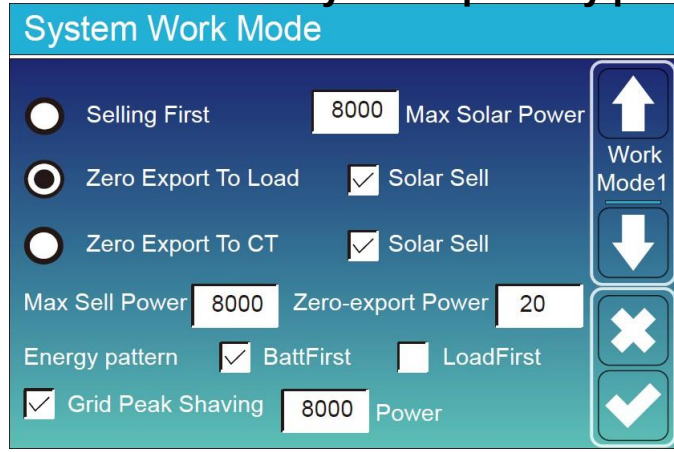 System Work Mode
Selling First 8000 Max Solar Power
Work
Mode1
Zero Export To Load Solar Sell
Zero Export To CT Solar Sell
Max Sell Power 8000 Zero-export Power 20
Energy pattern BattFirst LoadFirst
Grid Peak Shaving 8000 Power